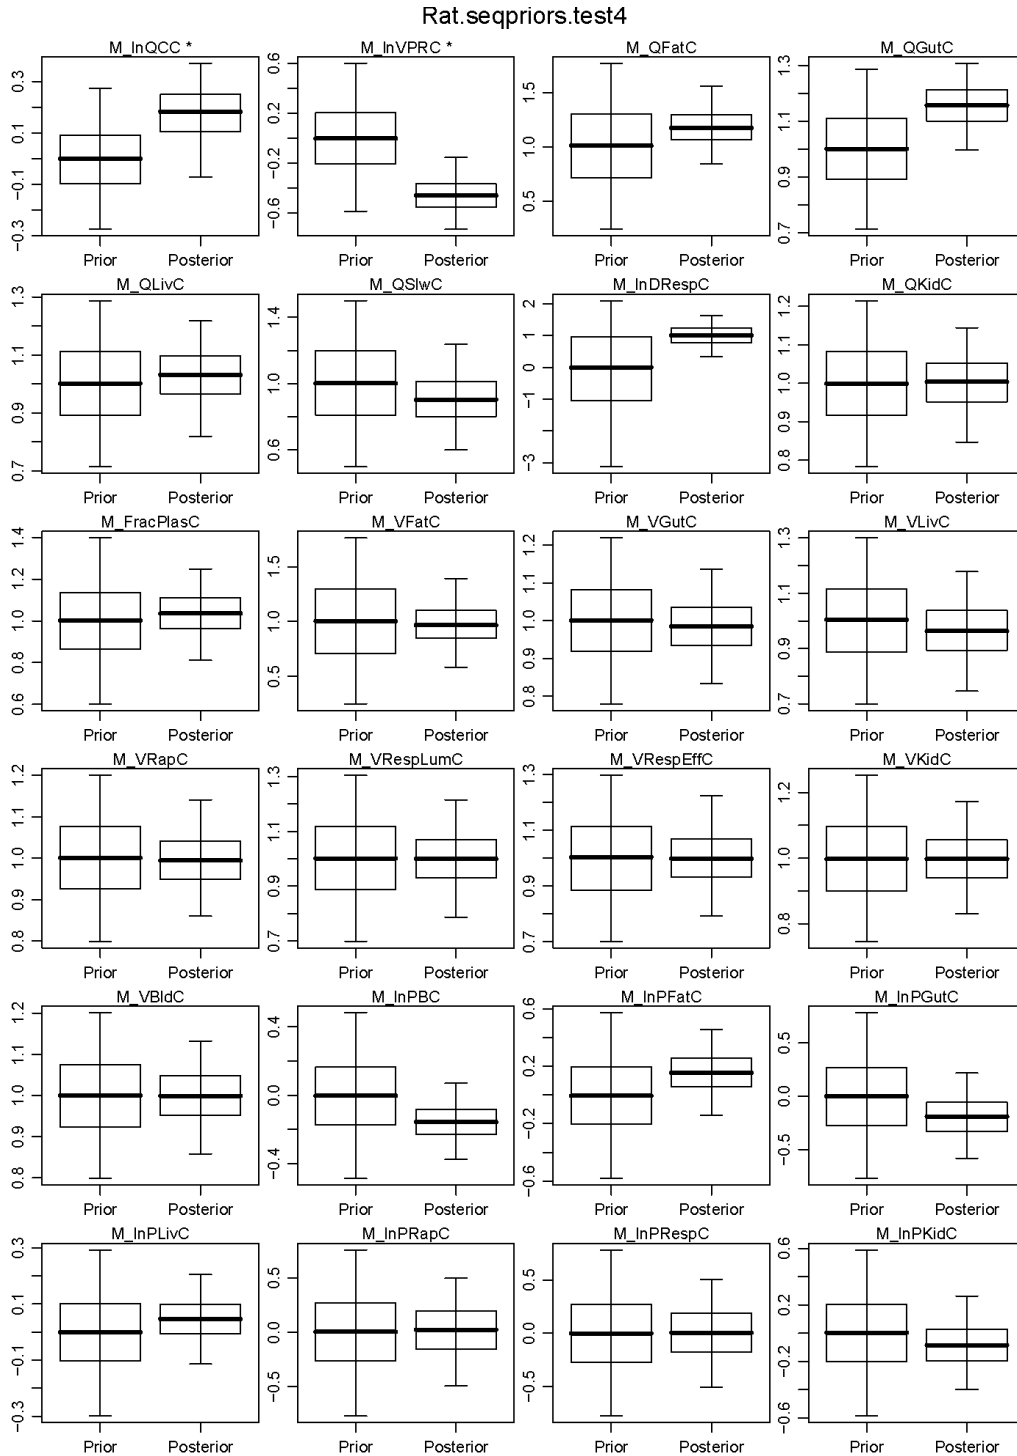 Rat.seqpriors.test4
M_lnQCC * M_lnVPRC * M_QFatC M_QGutC
0.3 0.1 −0.1 −0.3 0.6 0.2 −0.2 −0.6 1.5 1.0 0.5 1.3 1.1 0.9 0.7
Prior Posterior Prior Posterior Prior Posterior Prior Posterior
M_QLivC M_QSlwC M_lnDRespC M_QKidC
1.3 1.1 0.9 0.7 1.4 1.0 0.6 2 1 0 −1 −3 1.2 1.1 1.0 0.9 0.8
Prior Posterior Prior Posterior Prior Posterior Prior Posterior
M_FracPlasC M_VFatC M_VGutC M_VLivC
1.4 1.2 1.0 0.8 0.6 1.5 1.0 0.5 1.2 1.1 1.0 0.9 0.8 1.3 1.1 0.9 0.7
Prior Posterior Prior Posterior Prior Posterior Prior Posterior
M_VRapC M_VRespLumC M_VRespEffC M_VKidC
1.2 1.1 1.0 0.9 0.8 1.3 1.1 0.9 0.7 1.3 1.1 0.9 0.7 1.2 1.0 0.8
Prior Posterior Prior Posterior Prior Posterior Prior Posterior
M_VBldC M_lnPBC M_lnPFatC M_lnPGutC
1.2 1.1 1.0 0.9 0.8 0.4 0.0 −0.4 0.6 0.2 −0.2 −0.6 0.5 0.0 −0.5
Prior Posterior Prior Posterior Prior Posterior Prior Posterior
M_lnPLivC M_lnPRapC M_lnPRespC M_lnPKidC
0.3 0.1 −0.1 −0.3 0.5 0.0 −0.5 0.5 0.0 −0.5 0.6 0.2 −0.2 −0.6
Prior Posterior Prior Posterior Prior Posterior Prior Posterior